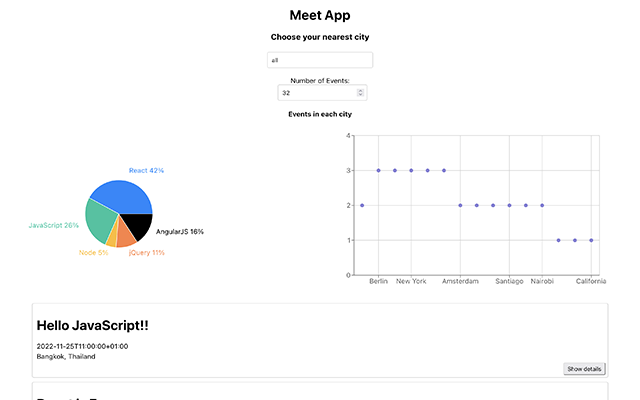 Meet App
Choose your nearest city
all
Number of Events:
32
Events in each city
React 42%
JavaScript 26%
AngularJS 16%
Node 5%
jQuery 11%
4
3
2
1
0
Berlin New York Amsterdam Santiago Nairobi California
Hello JavaScript!!
2022-11-25T11:00:00+01:00
Bangkok, Thailand
Show details